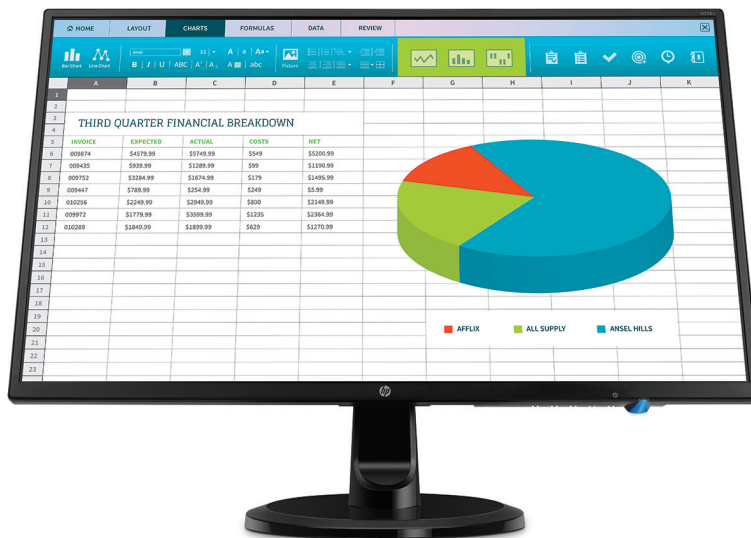 HOME LAYOUT CHARTS FORMULAS DATA REVIEW
Arial 11 A a Aa
Bar Chart Line Chart B I U ABC A A A abc Picture
A B C D E F G H I J K
1
2
3 THIRD QUARTER FINANCIAL BREAKDOWN
4
5 INVOICE EXPECTED ACTUAL COSTS NET
6 009874 $4579.99 $5749.99 $549 $5200.99
7 009435 $939.99 $1289.99 $99 $1190.99
8 009752 $3284.99 $1674.99 $179 $1495.99
9 009447 $789.99 $254.99 $249 $5.99
10 010256 $2249.99 $2949.99 $800 $2149.99
11 009972 $1779.99 $3599.99 $1235 $2364.99
12 010289 $1849.99 $1899.99 $629 $1270.99
13
14
15
16
17
18
19
20 AFFLIX ALL SUPPLY ANSEL HILLS
21
22
23
hp